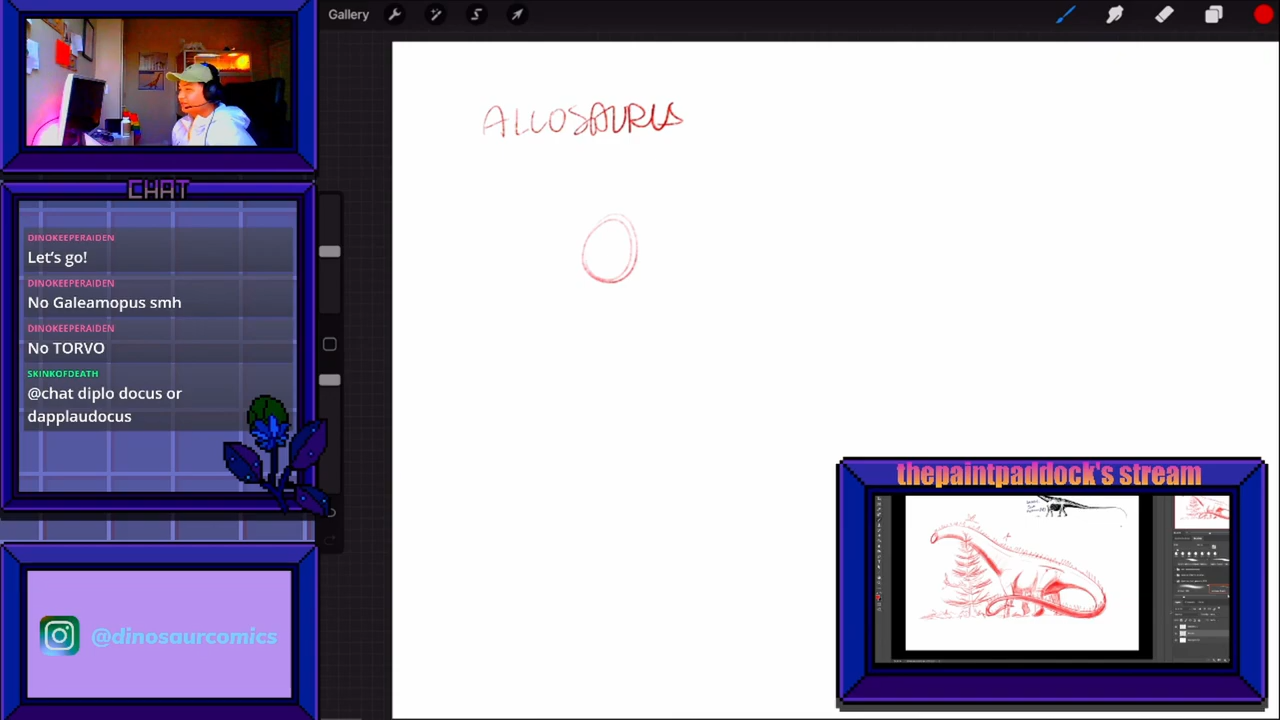 Gallery
ALLOSAURUS
CHAT
DINOKEEPERAIDEN
Let's go!
DINOKEEPERAIDEN
No Galeamopus smh
DINOKEEPERAIDEN
No TORVO
SKINKOFDEATH
@chat diplo docus or
dapplaudocus
thepaintpaddock's stream
@dinosaurcomics